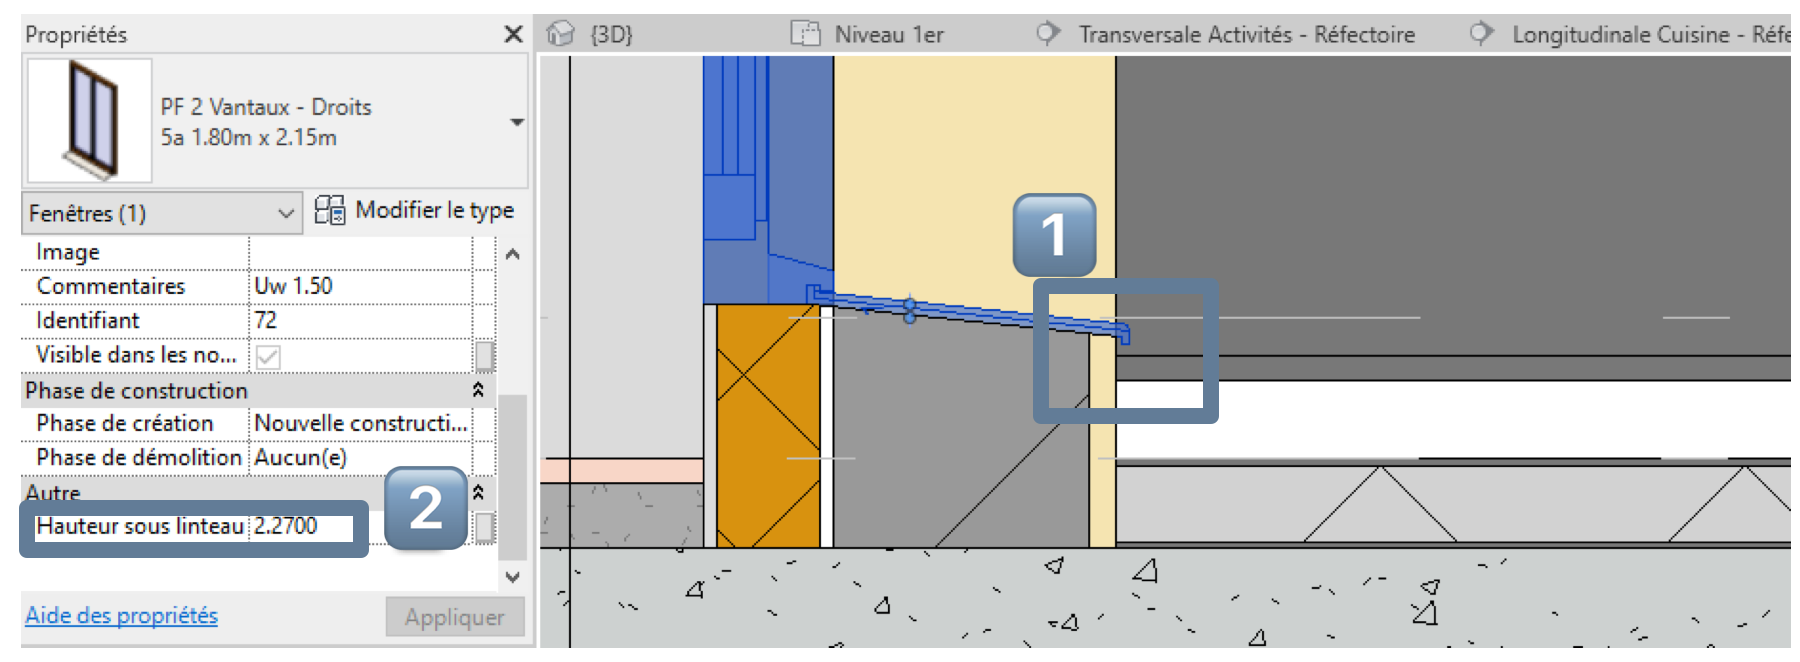 Propriétés
{3D}
Niveau 1er
Transversale Activités - Réfectoire
Longitudinale Cuisine - Réfe
PF 2 Vantaux - Droits
5a 1.80m x 2.15m
Fenêtres (1)
Modifier le type
Image
Commentaires Uw 1.50
Identifiant 72
Visible dans les no...
Phase de construction
Phase de création Nouvelle constructi...
Phase de démolition Aucun(e)
Autre
Hauteur sous linteau 2.2700
Aide des propriétés
Appliquer
1
2